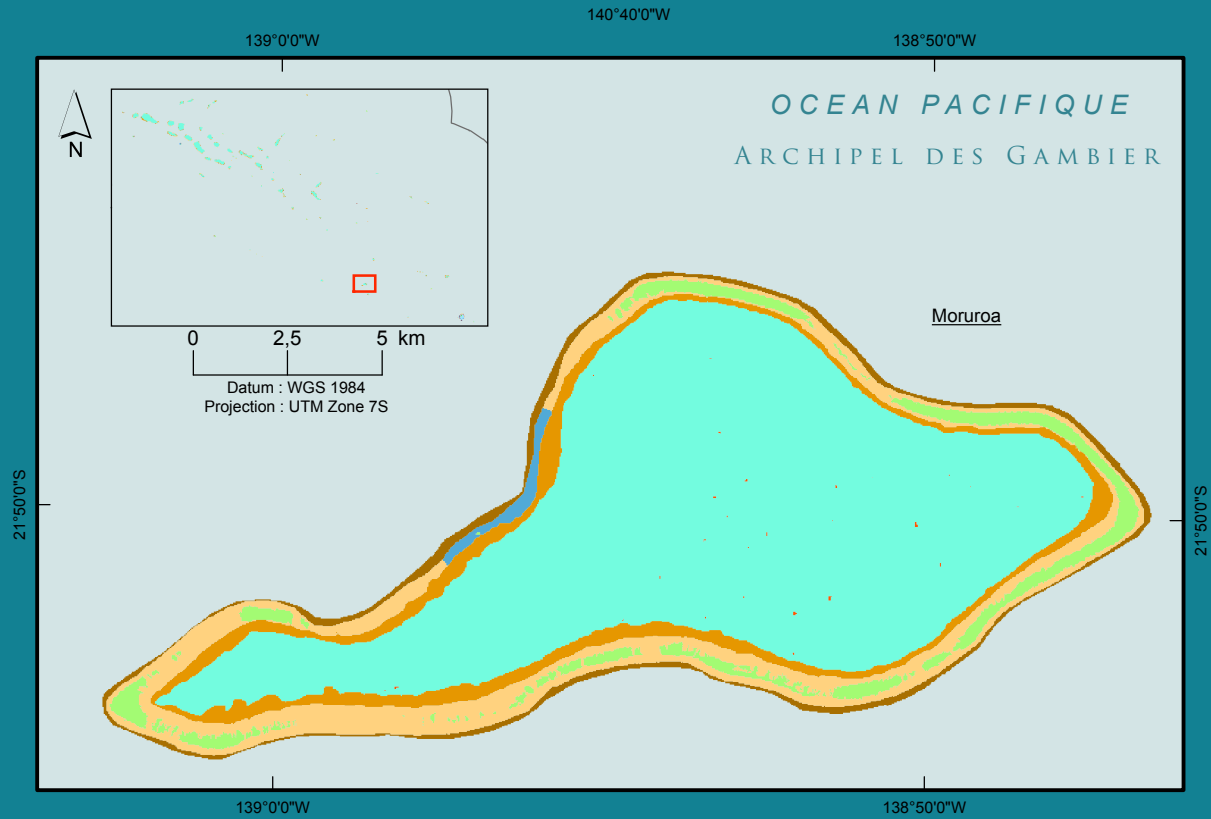 140°40'0"W
139°0'0"W
138°50'0"W
OCEAN PACIFIQUE
ARCHIPEL DES GAMBIER
N
Moruroa
0 2,5 5 km
Datum : WGS 1984
Projection : UTM Zone 7S
21°50'0"S
21°50'0"S
139°0'0"W
138°50'0"W